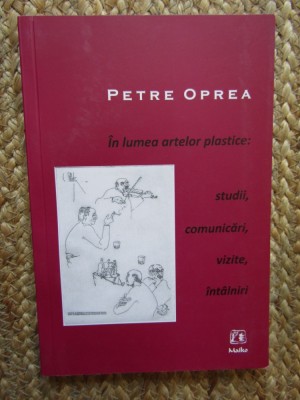 PETRE OPREA
În lumea artelor plastice:
studii,
comunicări,
vizite,
întâlniri
Maiko